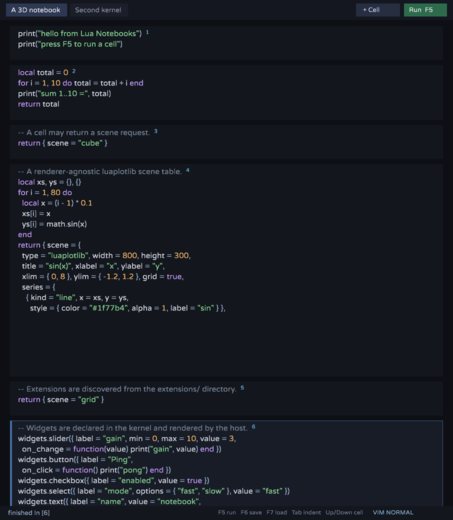 A 3D notebook Second kernel + Cell Run F5
print("hello from Lua Notebooks") 1
print("press F5 to run a cell")
local total = 0 2
for i = 1, 10 do total = total + i end
print("sum 1..10 =", total)
return total
-- A cell may return a scene request. 3
return { scene = "cube" }
-- A renderer-agnostic luaplotlib scene table. 4
local xs, ys = {}, {}
for i = 1, 80 do
local x = (i - 1) * 0.1
xs[i] = x
ys[i] = math.sin(x)
end
return { scene = {
type = "luaplotlib", width = 800, height = 300,
title = "sin(x)", xlabel = "x", ylabel = "y",
xlim = { 0, 8 }, ylim = { -1.2, 1.2 }, grid = true,
series = {
{ kind = "line", x = xs, y = ys,
style = { color = "#1f77b4", alpha = 1, label = "sin" } },
-- Extensions are discovered from the extensions/ directory. 5
return { scene = "grid" }
-- Widgets are declared in the kernel and rendered by the host. 6
widgets.slider({ label = "gain", min = 0, max = 10, value = 3,
on_change = function(value) print("gain", value) end })
widgets.button({ label = "Ping",
on_click = function() print("pong") end })
widgets.checkbox({ label = "enabled", value = true })
widgets.select({ label = "mode", options = { "fast", "slow" }, value = "fast" })
widgets.text({ label = "name", value = "notebook",
finished in [6] F5 run F6 save F7 load Tab indent Up/Down cell VIM NORMAL